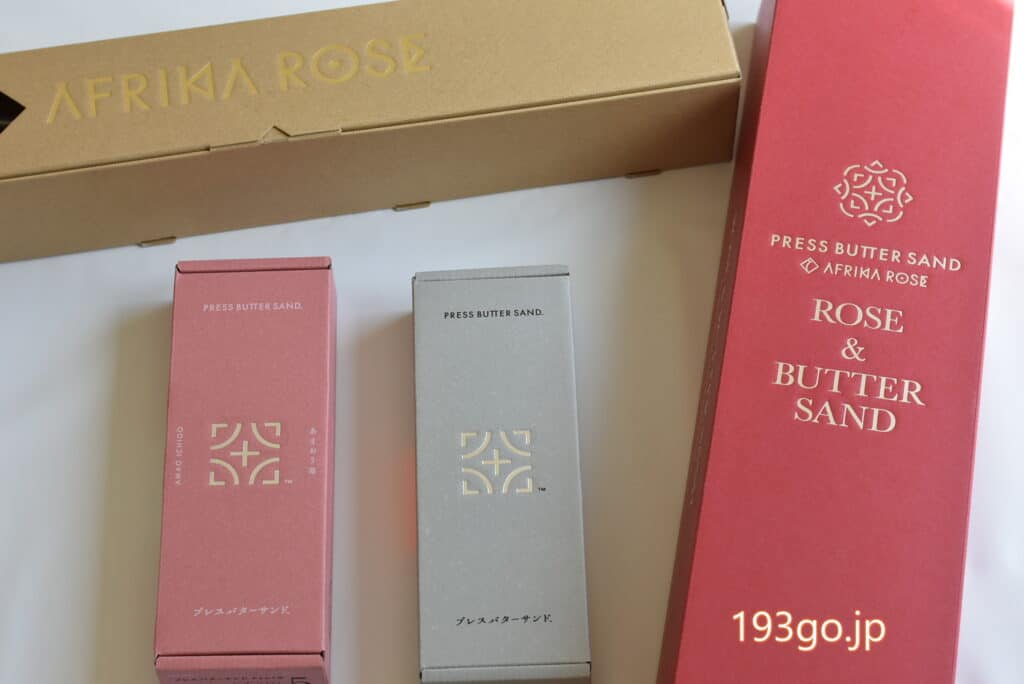 AFRIKA ROSE
PRESS BUTTER SAND
AFRIKA ROSE
ROSE
&
BUTTER
SAND
PRESS BUTTER SAND.
AMAO ICHIGO
あまおう苺
TM
プレスバターサンド
PRESS BUTTER SAND.
TM
プレスバターサンド
193go.jp